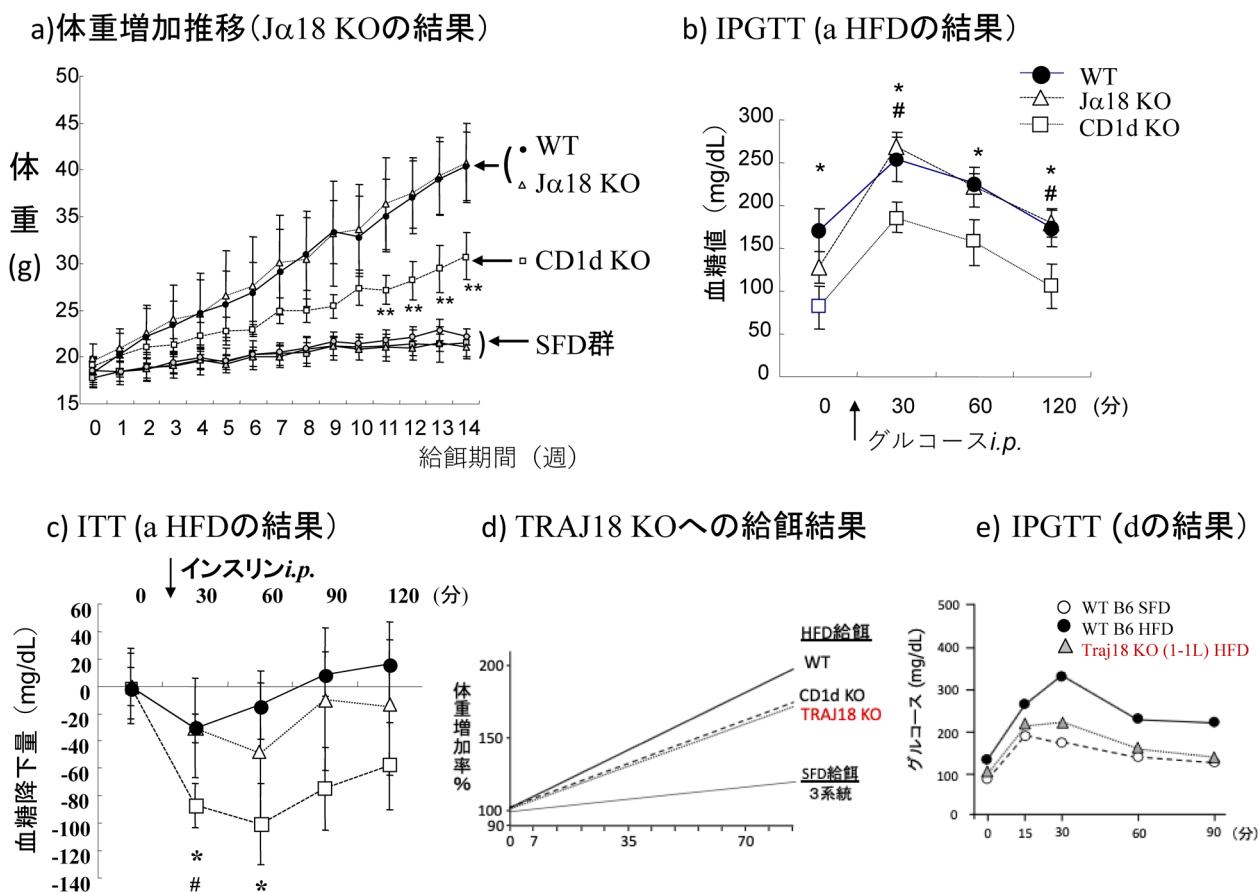 a)体重増加推移(Jα18 KOの結果)
50
45
40
35
30
25
20
15
体重(g)
WT
Jα18 KO
CD1d KO
** ** ** **
SFD群
0 1 2 3 4 5 6 7 8 9 10 11 12 13 14
給餌期間(週)
b) IPGTT (a HFDの結果)
WT
Jα18 KO
CD1d KO
300
250
200
150
100
50
0
血糖値(mg/dL)
* * * *
# #
0 30 60 120 (分)
グルコースi.p.
c) ITT (a HFDの結果)
インスリンi.p.
0 30 60 90 120 (分)
60
40
20
0
-20
-40
-60
-80
-100
-120
-140
血糖降下量(mg/dL)
* *
#
d) TRAJ18 KOへの給餌結果
HFD給餌
WT
CD1d KO
TRAJ18 KO
SFD給餌
3系統
200
150
100
90
体重増加率%
0 7 35 70
e) IPGTT (dの結果)
WT B6 SFD
WT B6 HFD
Traj18 KO (1-1L) HFD
500
400
300
200
100
0
グルコース(mg/dL)
0 15 30 60 90 (分)